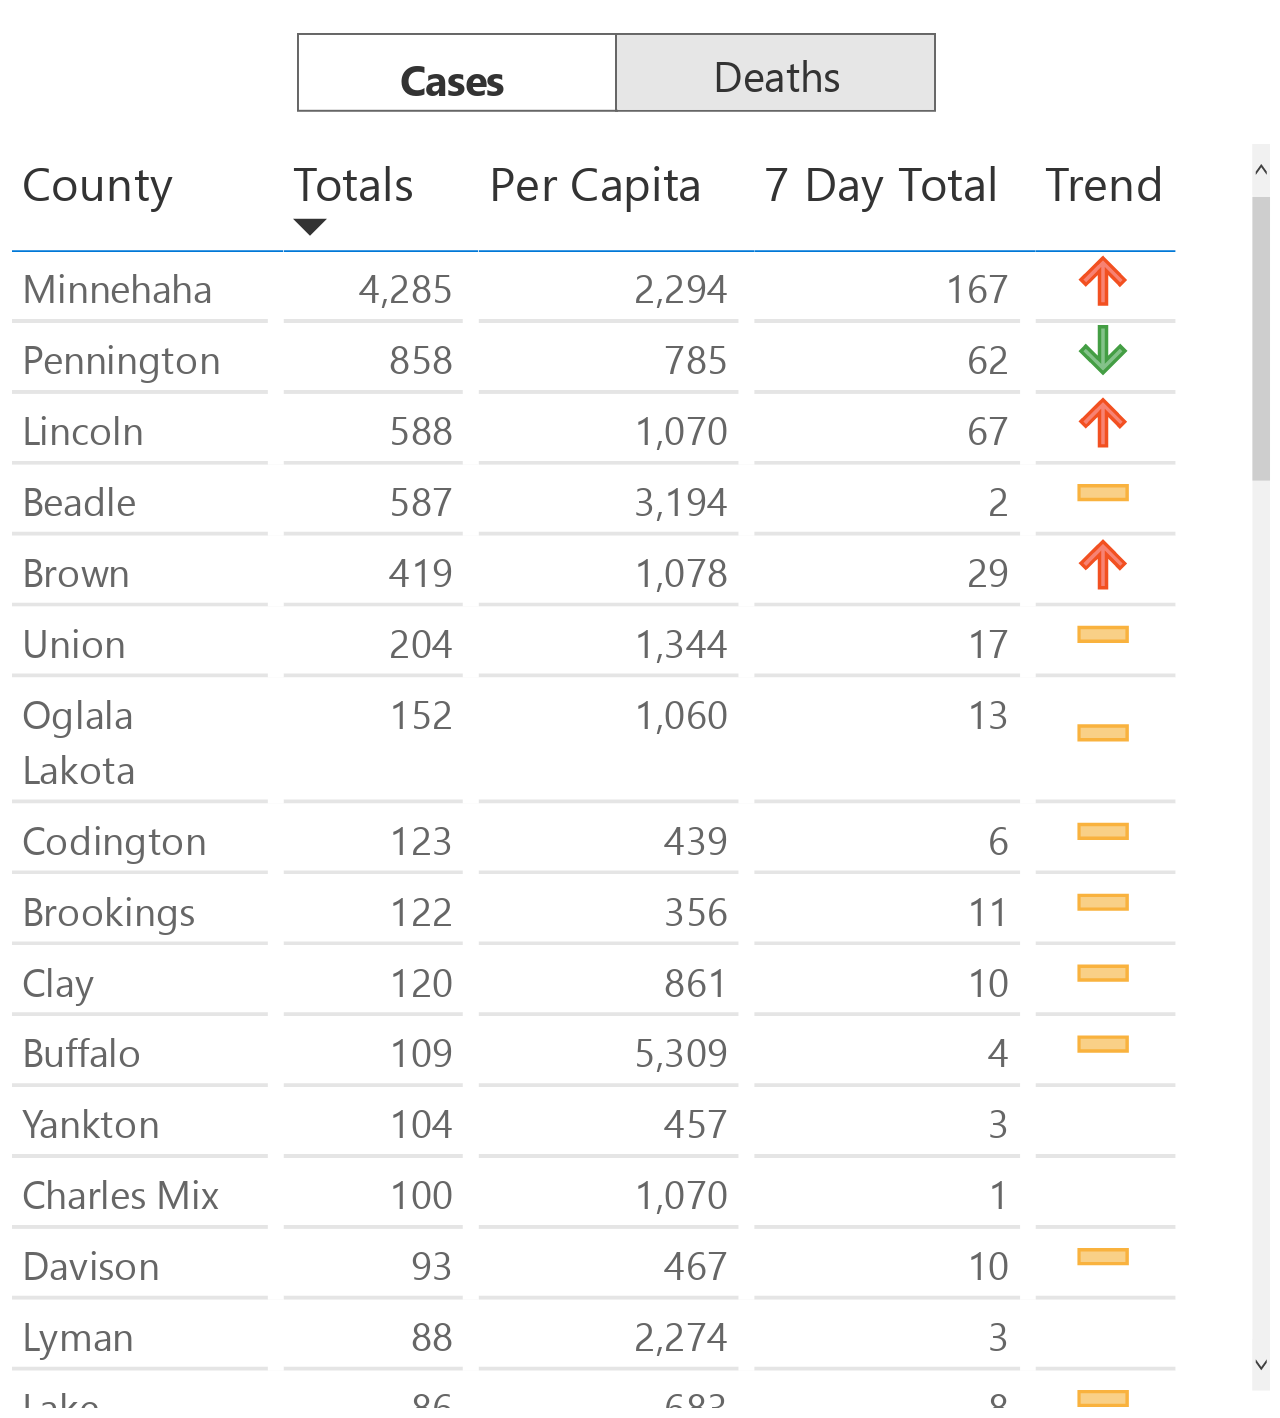 Cases Deaths
County Totals Per Capita 7 Day Total Trend
Minnehaha 4,285 2,294 167
Pennington 858 785 62
Lincoln 588 1,070 67
Beadle 587 3,194 2
Brown 419 1,078 29
Union 204 1,344 17
Oglala 152 1,060 13
Lakota
Codington 123 439 6
Brookings 122 356 11
Clay 120 861 10
Buffalo 109 5,309 4
Yankton 104 457 3
Charles Mix 100 1,070 1
Davison 93 467 10
Lyman 88 2,274 3
Lake 86 683 8